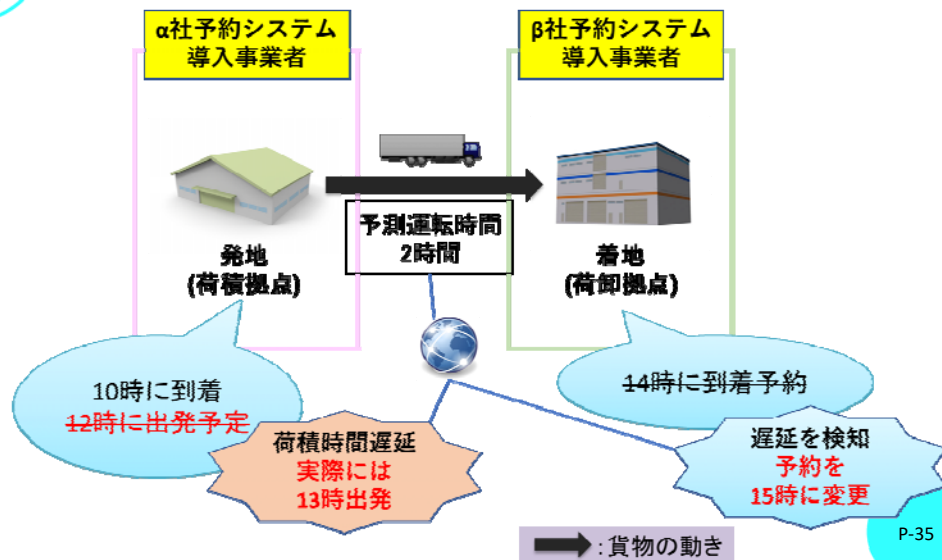 α社予約システム
導入事業者
β社予約システム
導入事業者
予測運転時間
2時間
発地
(荷積拠点)
着地
(荷卸拠点)
10時に到着
12時に出発予定
14時に到着予約
荷積時間遅延
実際には
13時出発
遅延を検知
予約を
15時に変更
:貨物の動き
P-35